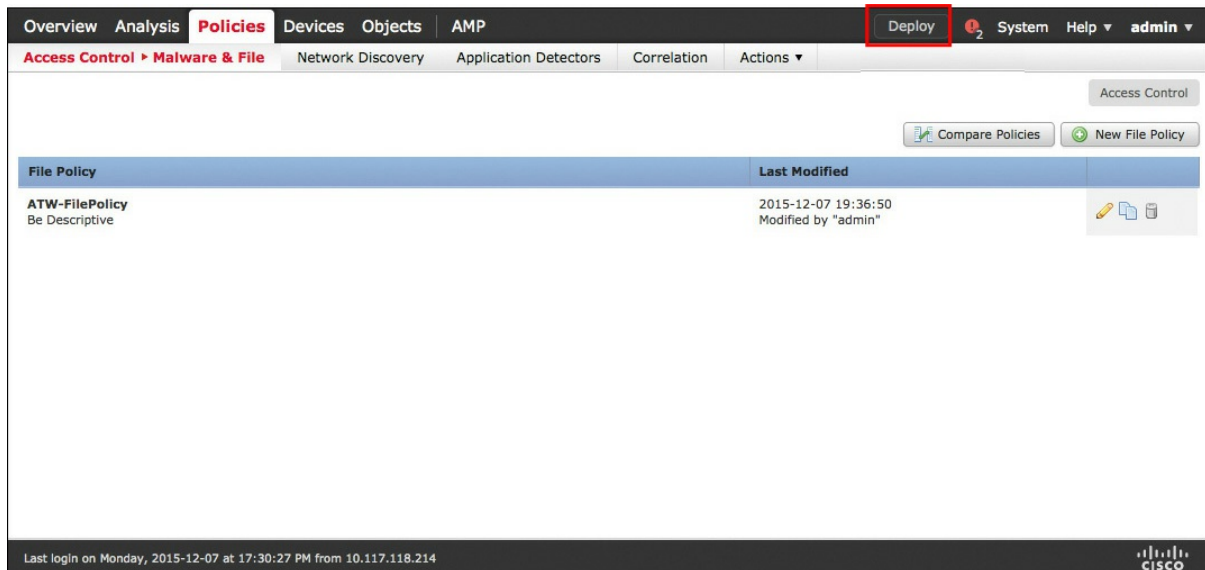 Overview Analysis Policies Devices Objects AMP Deploy 2 System Help ▾ admin ▾
Access Control ▸ Malware & File Network Discovery Application Detectors Correlation Actions ▾
Access Control
Compare Policies New File Policy
File Policy Last Modified
ATW-FilePolicy 2015-12-07 19:36:50
Be Descriptive Modified by "admin"
Last login on Monday, 2015-12-07 at 17:30:27 PM from 10.117.118.214
CISCO